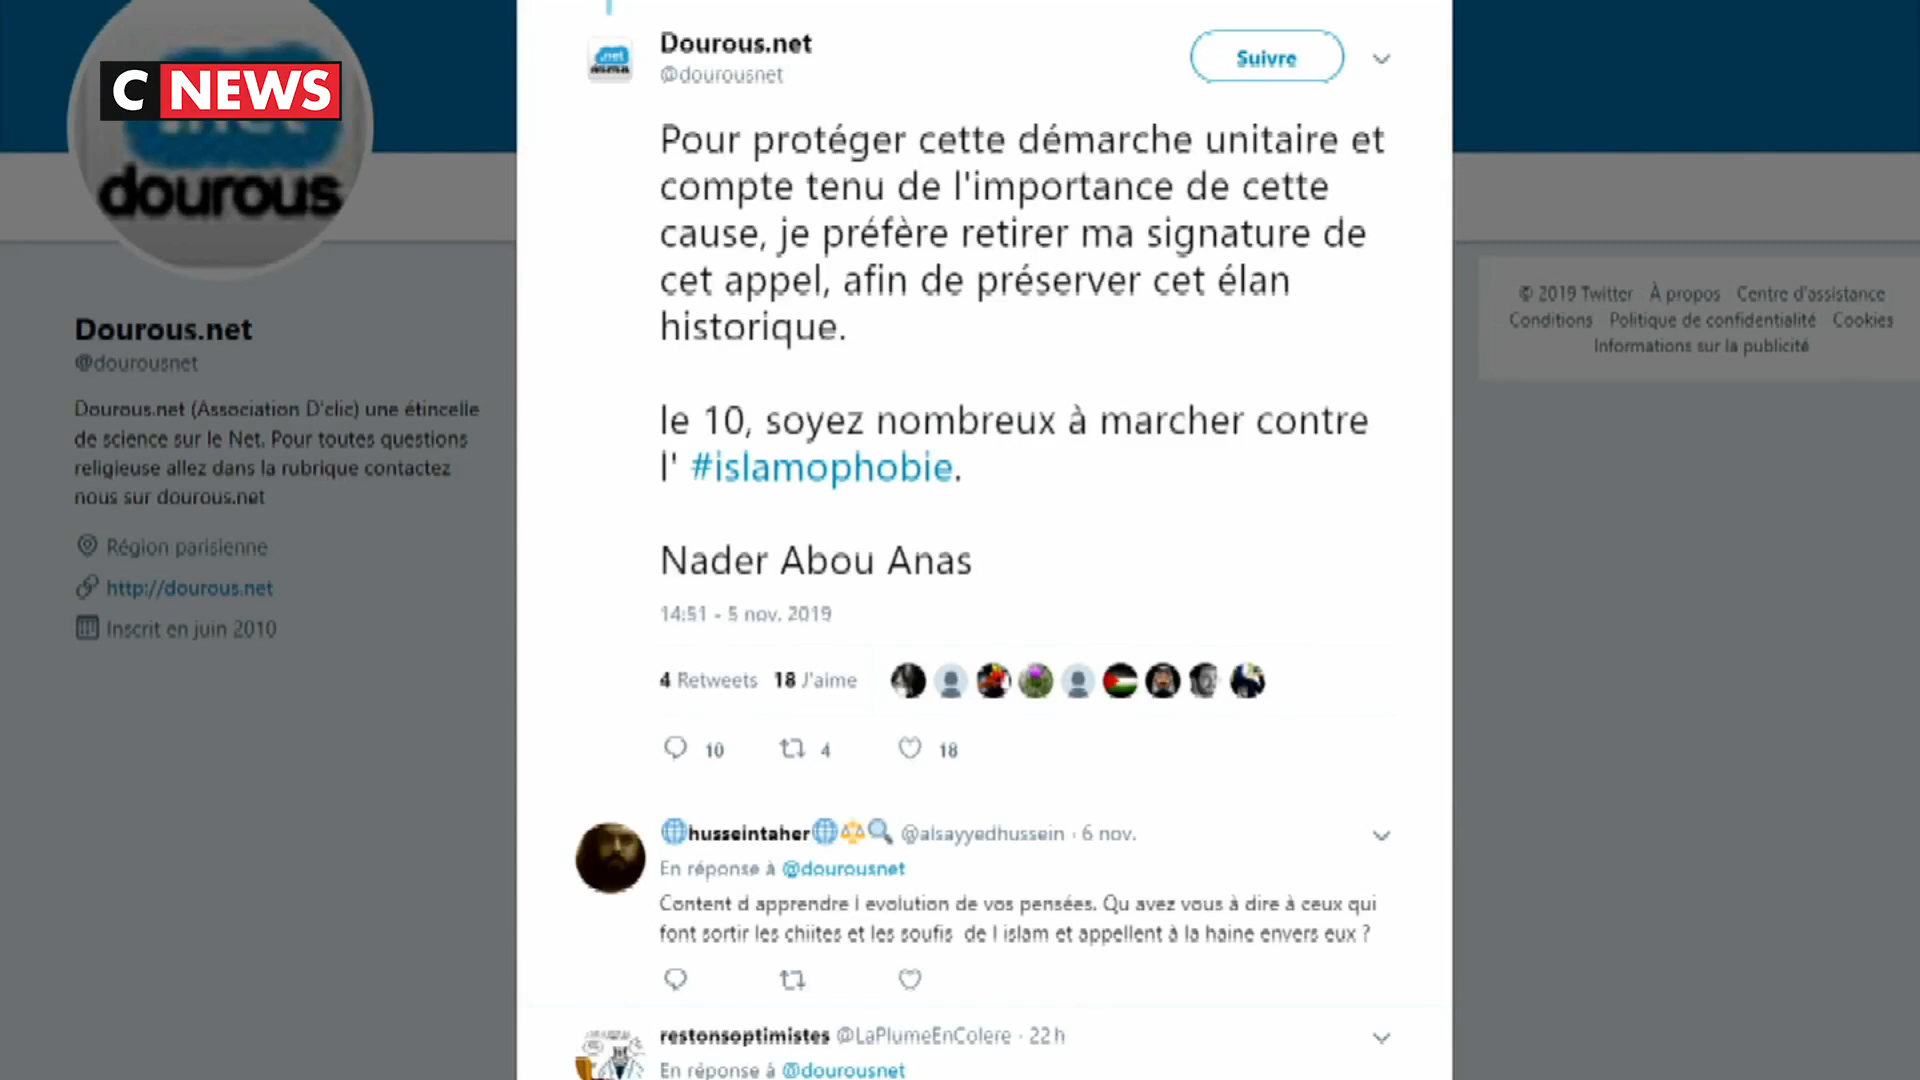 C NEWS
.net
dourous
Dourous.net
@dourousnet
Dourous.net (Association D'clic) une étincelle
de science sur le Net. Pour toutes questions
religieuse allez dans la rubrique contactez
nous sur dourous.net
Région parisienne
http://dourous.net
Inscrit en juin 2010
.net
Dourous.net
@dourousnet
Suivre
Pour protéger cette démarche unitaire et
compte tenu de l'importance de cette
cause, je préfère retirer ma signature de
cet appel, afin de préserver cet élan
historique.
le 10, soyez nombreux à marcher contre
l' #islamophobie.
Nader Abou Anas
14:51 - 5 nov. 2019
4 Retweets 18 J'aime
10 4 18
husseintaher @alsayyedhussein · 6 nov.
En réponse à @dourousnet
Content d apprendre l evolution de vos pensées. Qu avez vous à dire à ceux qui
font sortir les chiites et les soufis de l islam et appellent à la haine envers eux ?
restonsoptimistes @LaPlumeEnColere · 22 h
En réponse à @dourousnet
© 2019 Twitter À propos Centre d'assistance
Conditions Politique de confidentialité Cookies
Informations sur la publicité